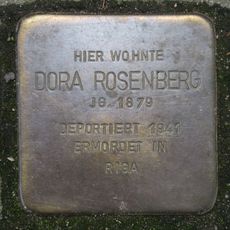 HIER WOHNTE
DORA ROSENBERG
JG. 1879
DEPORTIERT 1941
ERMORDET IN
RIGA